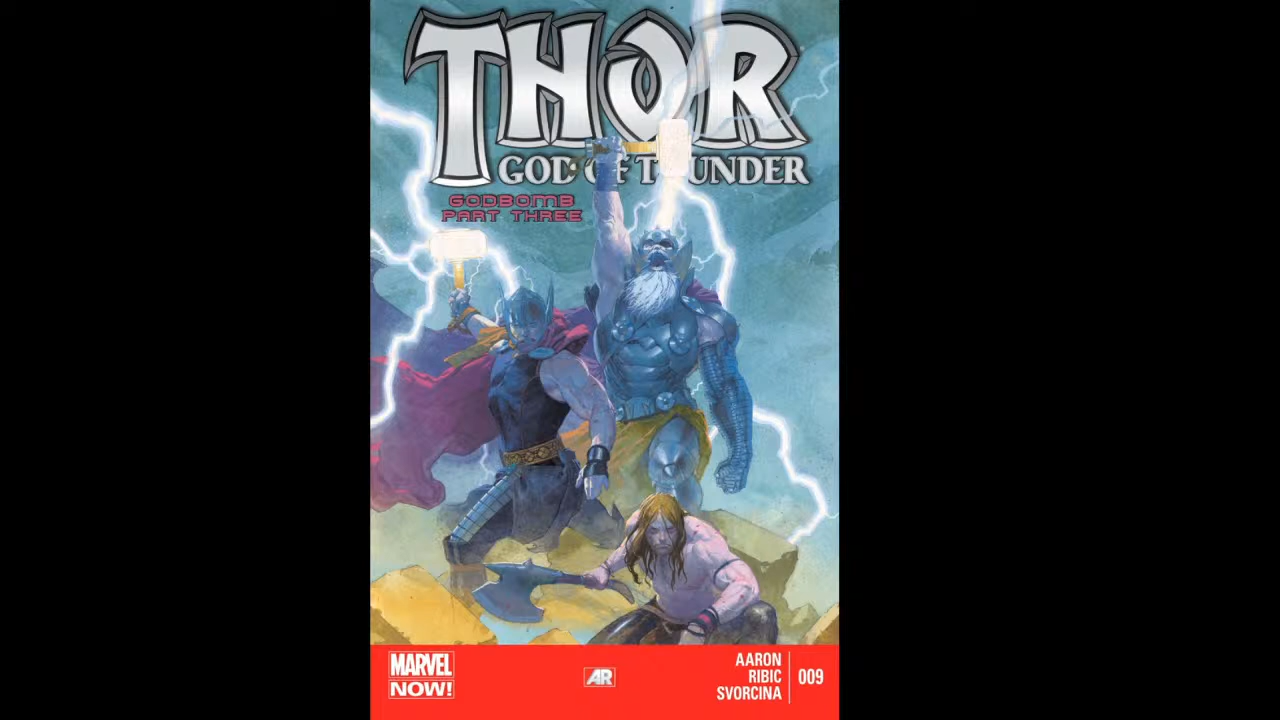 THOR
GOD OF THUNDER
GODBOMB
PART THREE
MARVEL
NOW!
AR
AARON
RIBIC
SVORCINA
009